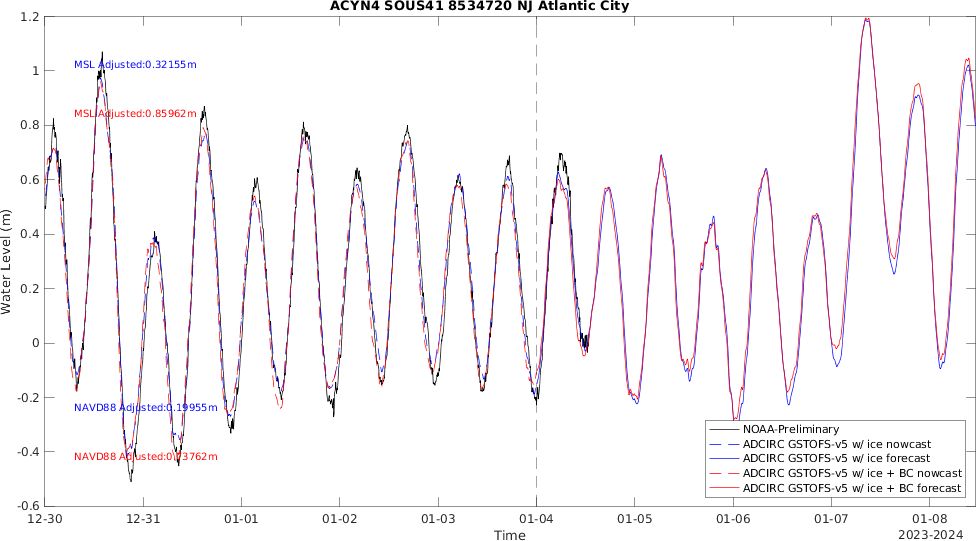 ACYN4 SOUS41 8534720 NJ Atlantic City
1.2
1
0.8
0.6
0.4
0.2
0
-0.2
-0.4
-0.6
Water Level (m)
MSL Adjusted:0.32155m
MSL Adjusted:0.85962m
NAVD88 Adjusted:0.19955m
NAVD88 Adjusted:0.73762m
NOAA-Preliminary
ADCIRC GSTOFS-v5 w/ ice nowcast
ADCIRC GSTOFS-v5 w/ ice forecast
ADCIRC GSTOFS-v5 w/ ice + BC nowcast
ADCIRC GSTOFS-v5 w/ ice + BC forecast
12-30 12-31 01-01 01-02 01-03 01-04 01-05 01-06 01-07 01-08
Time
2023-2024